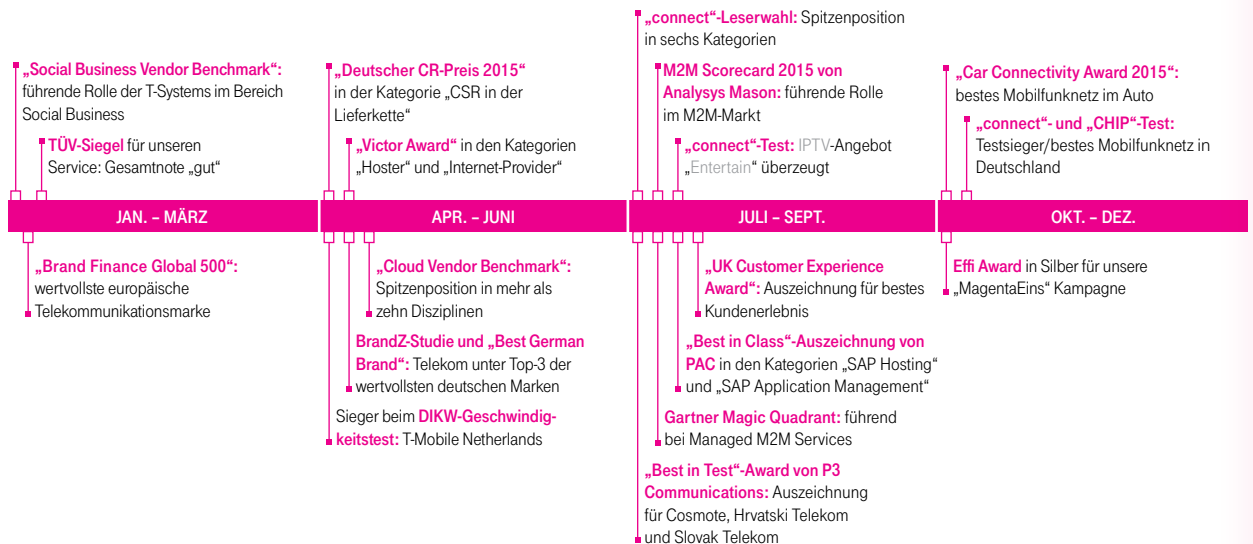 „Social Business Vendor Benchmark“:
führende Rolle der T-Systems im Bereich
Social Business
TÜV-Siegel für unseren
Service: Gesamtnote „gut“
„Deutscher CR-Preis 2015“
in der Kategorie „CSR in der
Lieferkette“
„Victor Award“ in den Kategorien
„Hoster“ und „Internet-Provider“
„connect“-Leserwahl: Spitzenposition
in sechs Kategorien
M2M Scorecard 2015 von
Analysys Mason: führende Rolle
im M2M-Markt
„connect“-Test: IPTV-Angebot
„Entertain“ überzeugt
„Car Connectivity Award 2015“:
bestes Mobilfunknetz im Auto
„connect“- und „CHIP“-Test:
Testsieger/bestes Mobilfunknetz in
Deutschland
JAN. – MÄRZ
APR. – JUNI
JULI – SEPT.
OKT. – DEZ.
„Brand Finance Global 500“:
wertvollste europäische
Telekommunikationsmarke
„Cloud Vendor Benchmark“:
Spitzenposition in mehr als
zehn Disziplinen
BrandZ-Studie und „Best German
Brand“: Telekom unter Top-3 der
wertvollsten deutschen Marken
Sieger beim DIKW-Geschwindig-
keitstest: T-Mobile Netherlands
„UK Customer Experience
Award“: Auszeichnung für bestes
Kundenerlebnis
„Best in Class“-Auszeichnung von
PAC in den Kategorien „SAP Hosting“
und „SAP Application Management“
Gartner Magic Quadrant: führend
bei Managed M2M Services
„Best in Test“-Award von P3
Communications: Auszeichnung
für Cosmote, Hrvatski Telekom
und Slovak Telekom
Effi Award in Silber für unsere
„MagentaEins“ Kampagne